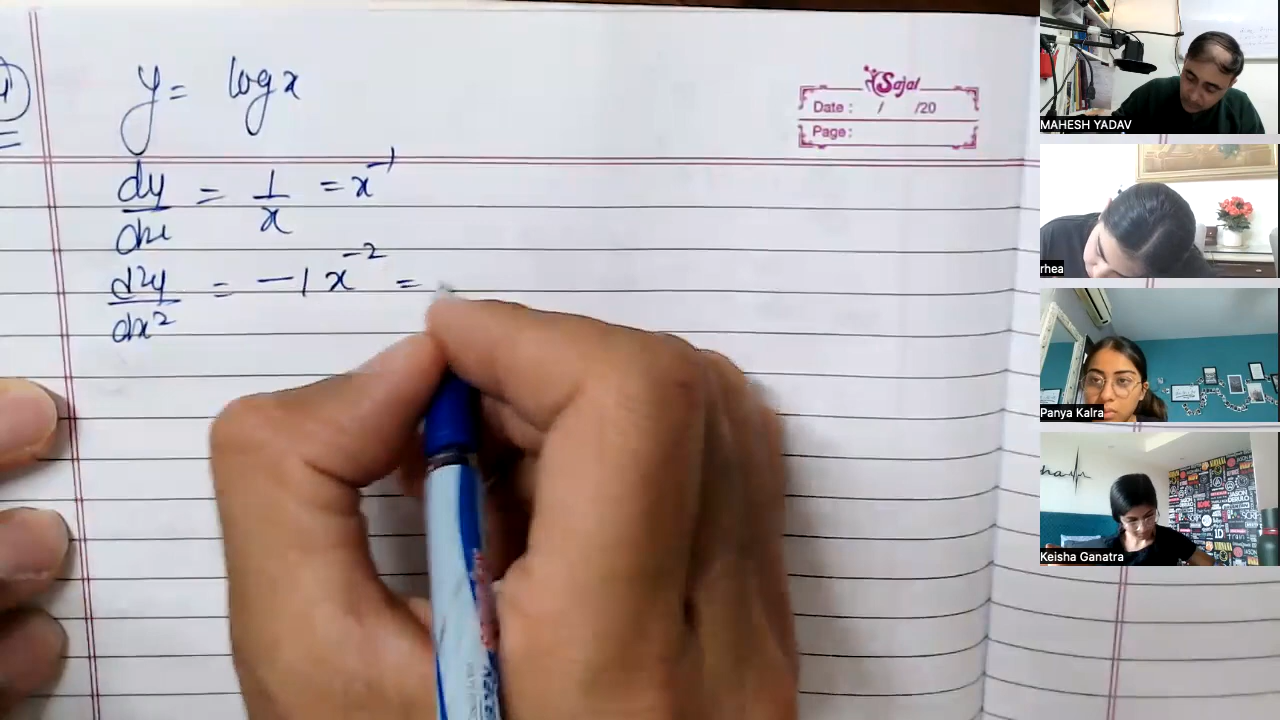 y = log x
Sajal
Date : / /20
Page :
dy/dx = 1/x = x⁻¹
d²y/dx² = -1 x⁻² =
MAHESH YADAV
rhea
Panya Kalra
Keisha Ganatra